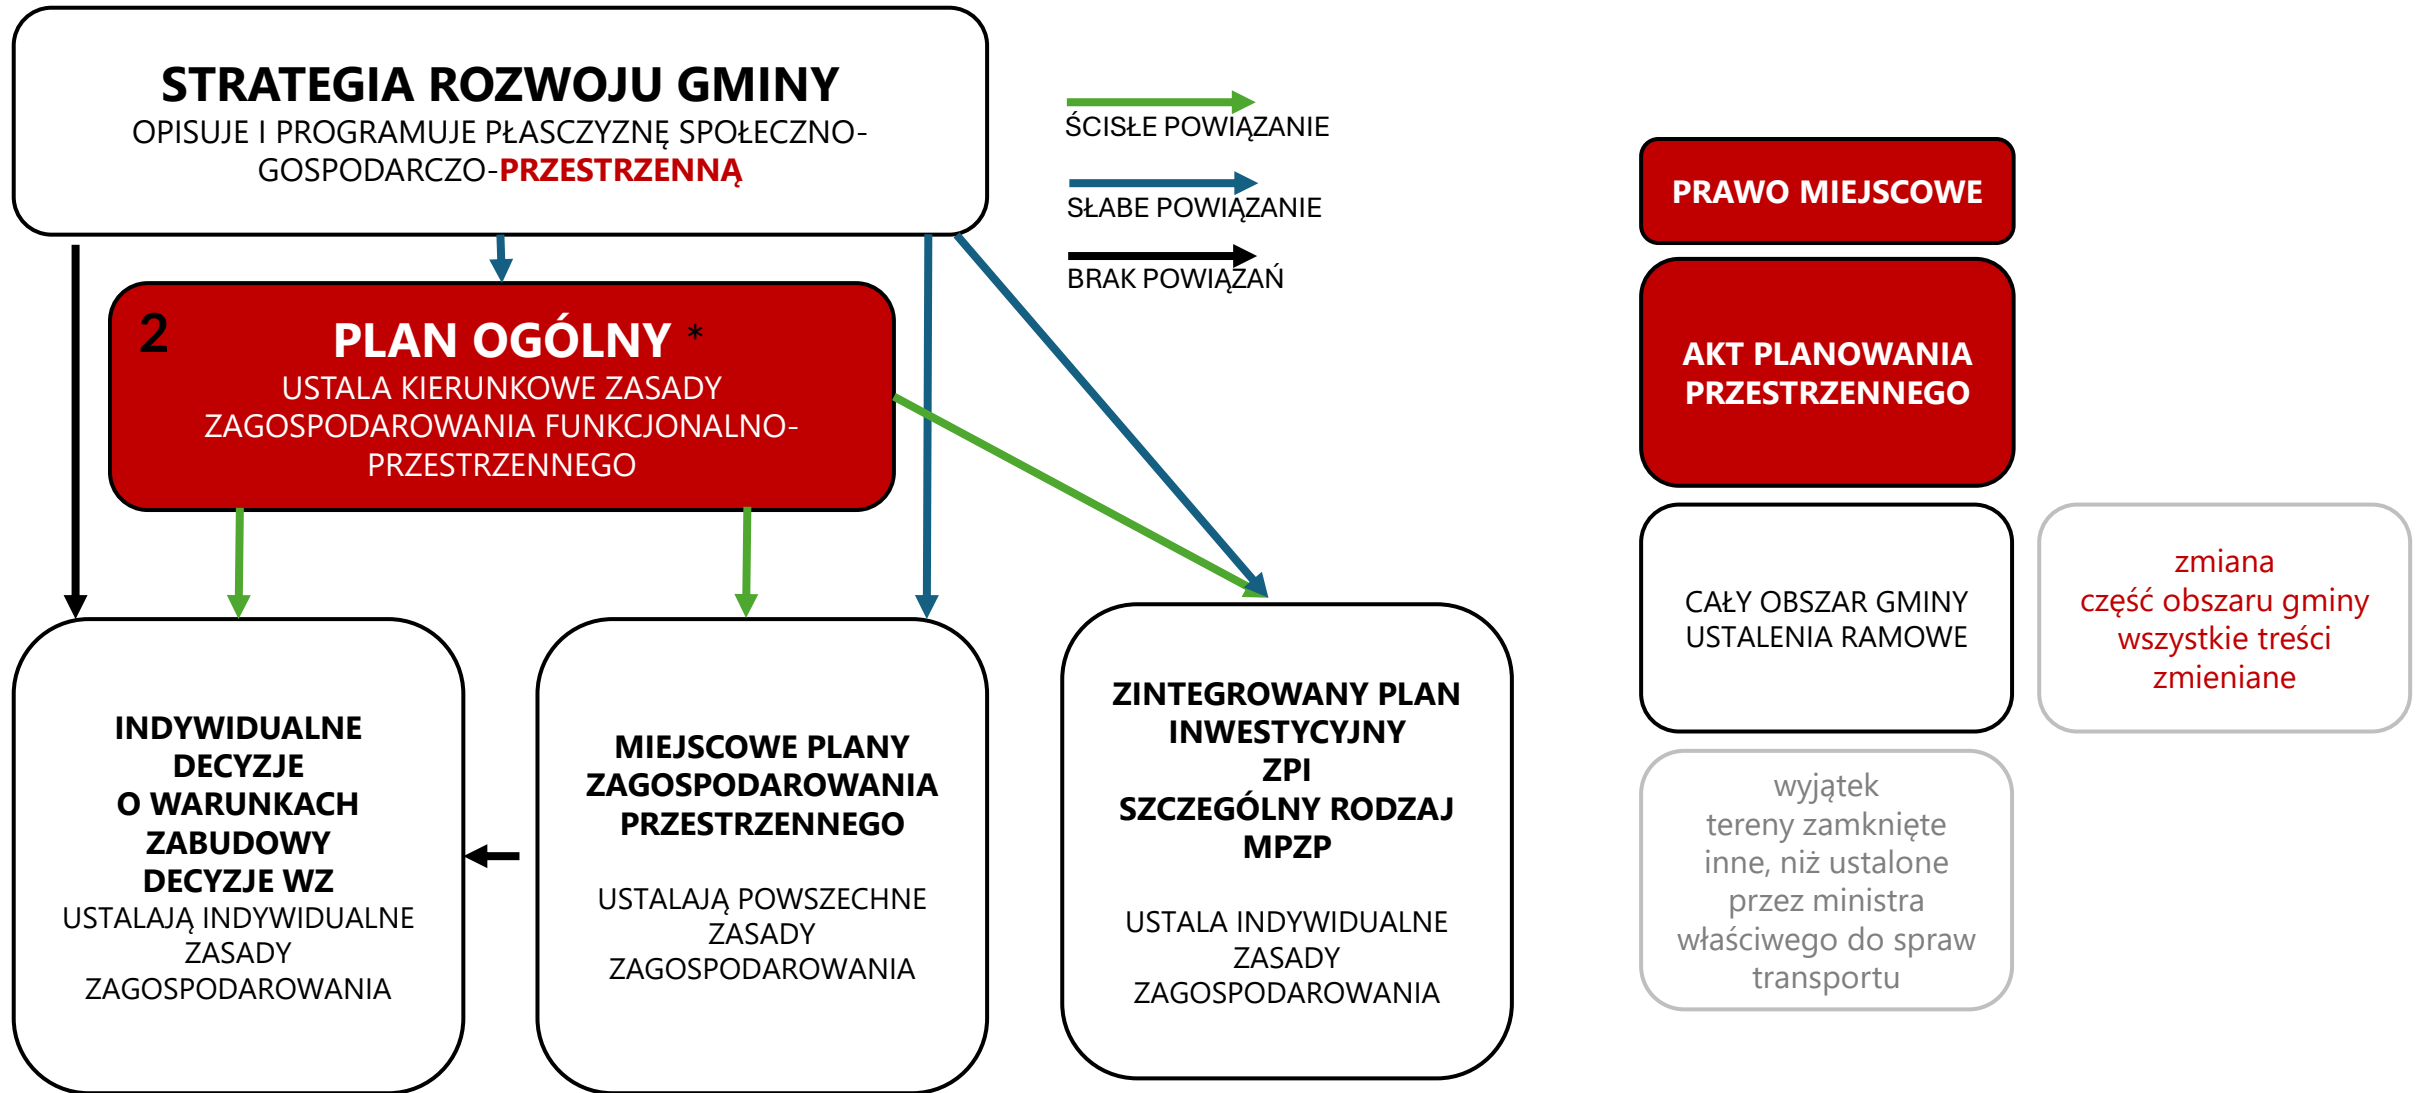 STRATEGIA ROZWOJU GMINY
OPISUJE I PROGRAMUJE PŁASCZYZNĘ SPOŁECZNO-
GOSPODARCZO-PRZESTRZENNĄ
ŚCISŁE POWIĄZANIE
SŁABE POWIĄZANIE
BRAK POWIĄZAŃ
2
PLAN OGÓLNY *
USTALA KIERUNKOWE ZASADY
ZAGOSPODAROWANIA FUNKCJONALNO-
PRZESTRZENNEGO
INDYWIDUALNE
DECYZJE
O WARUNKACH
ZABUDOWY
DECYZJE WZ
USTALAJĄ INDYWIDUALNE
ZASADY
ZAGOSPODAROWANIA
MIEJSCOWE PLANY
ZAGOSPODAROWANIA
PRZESTRZENNEGO
USTALAJĄ POWSZECHNE
ZASADY
ZAGOSPODAROWANIA
ZINTEGROWANY PLAN
INWESTYCYJNY
ZPI
SZCZEGÓLNY RODZAJ
MPZP
USTALA INDYWIDUALNE
ZASADY
ZAGOSPODAROWANIA
PRAWO MIEJSCOWE
AKT PLANOWANIA
PRZESTRZENNEGO
CAŁY OBSZAR GMINY
USTALENIA RAMOWE
zmiana
część obszaru gminy
wszystkie treści
zmieniane
wyjątek
tereny zamknięte
inne, niż ustalone
przez ministra
właściwego do spraw
transportu